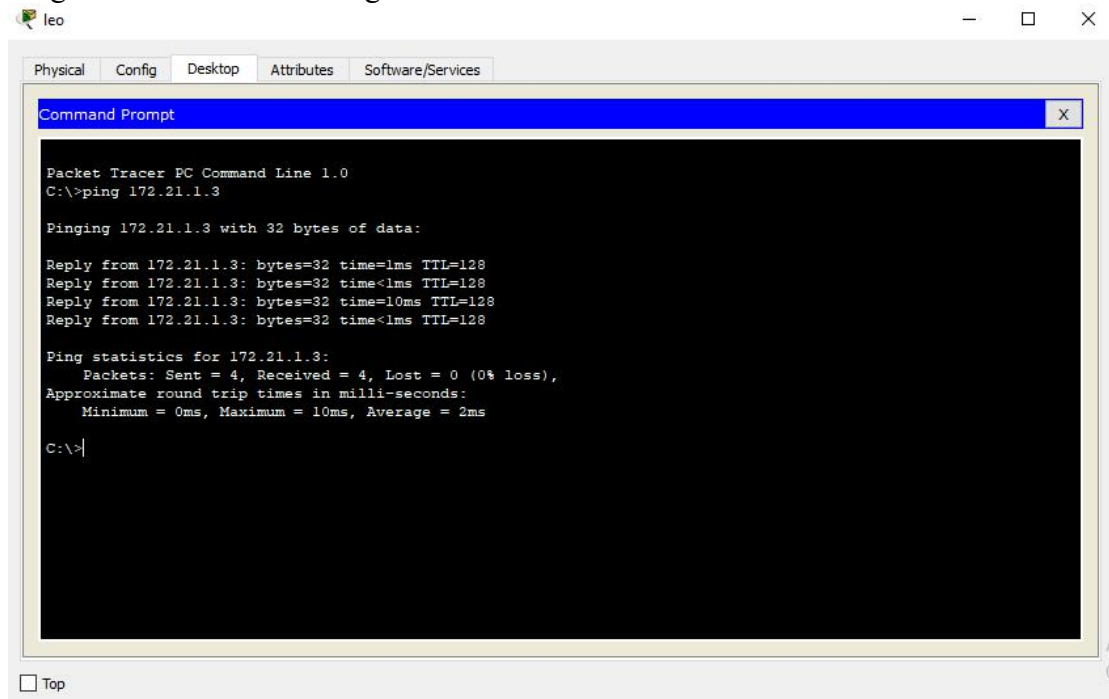 leo
Physical Config Desktop Attributes Software/Services
Command Prompt X
Packet Tracer PC Command Line 1.0
C:\>ping 172.21.1.3
Pinging 172.21.1.3 with 32 bytes of data:
Reply from 172.21.1.3: bytes=32 time=1ms TTL=128
Reply from 172.21.1.3: bytes=32 time<1ms TTL=128
Reply from 172.21.1.3: bytes=32 time=10ms TTL=128
Reply from 172.21.1.3: bytes=32 time<1ms TTL=128
Ping statistics for 172.21.1.3:
Packets: Sent = 4, Received = 4, Lost = 0 (0% loss),
Approximate round trip times in milli-seconds:
Minimum = 0ms, Maximum = 10ms, Average = 2ms
C:\>
Top